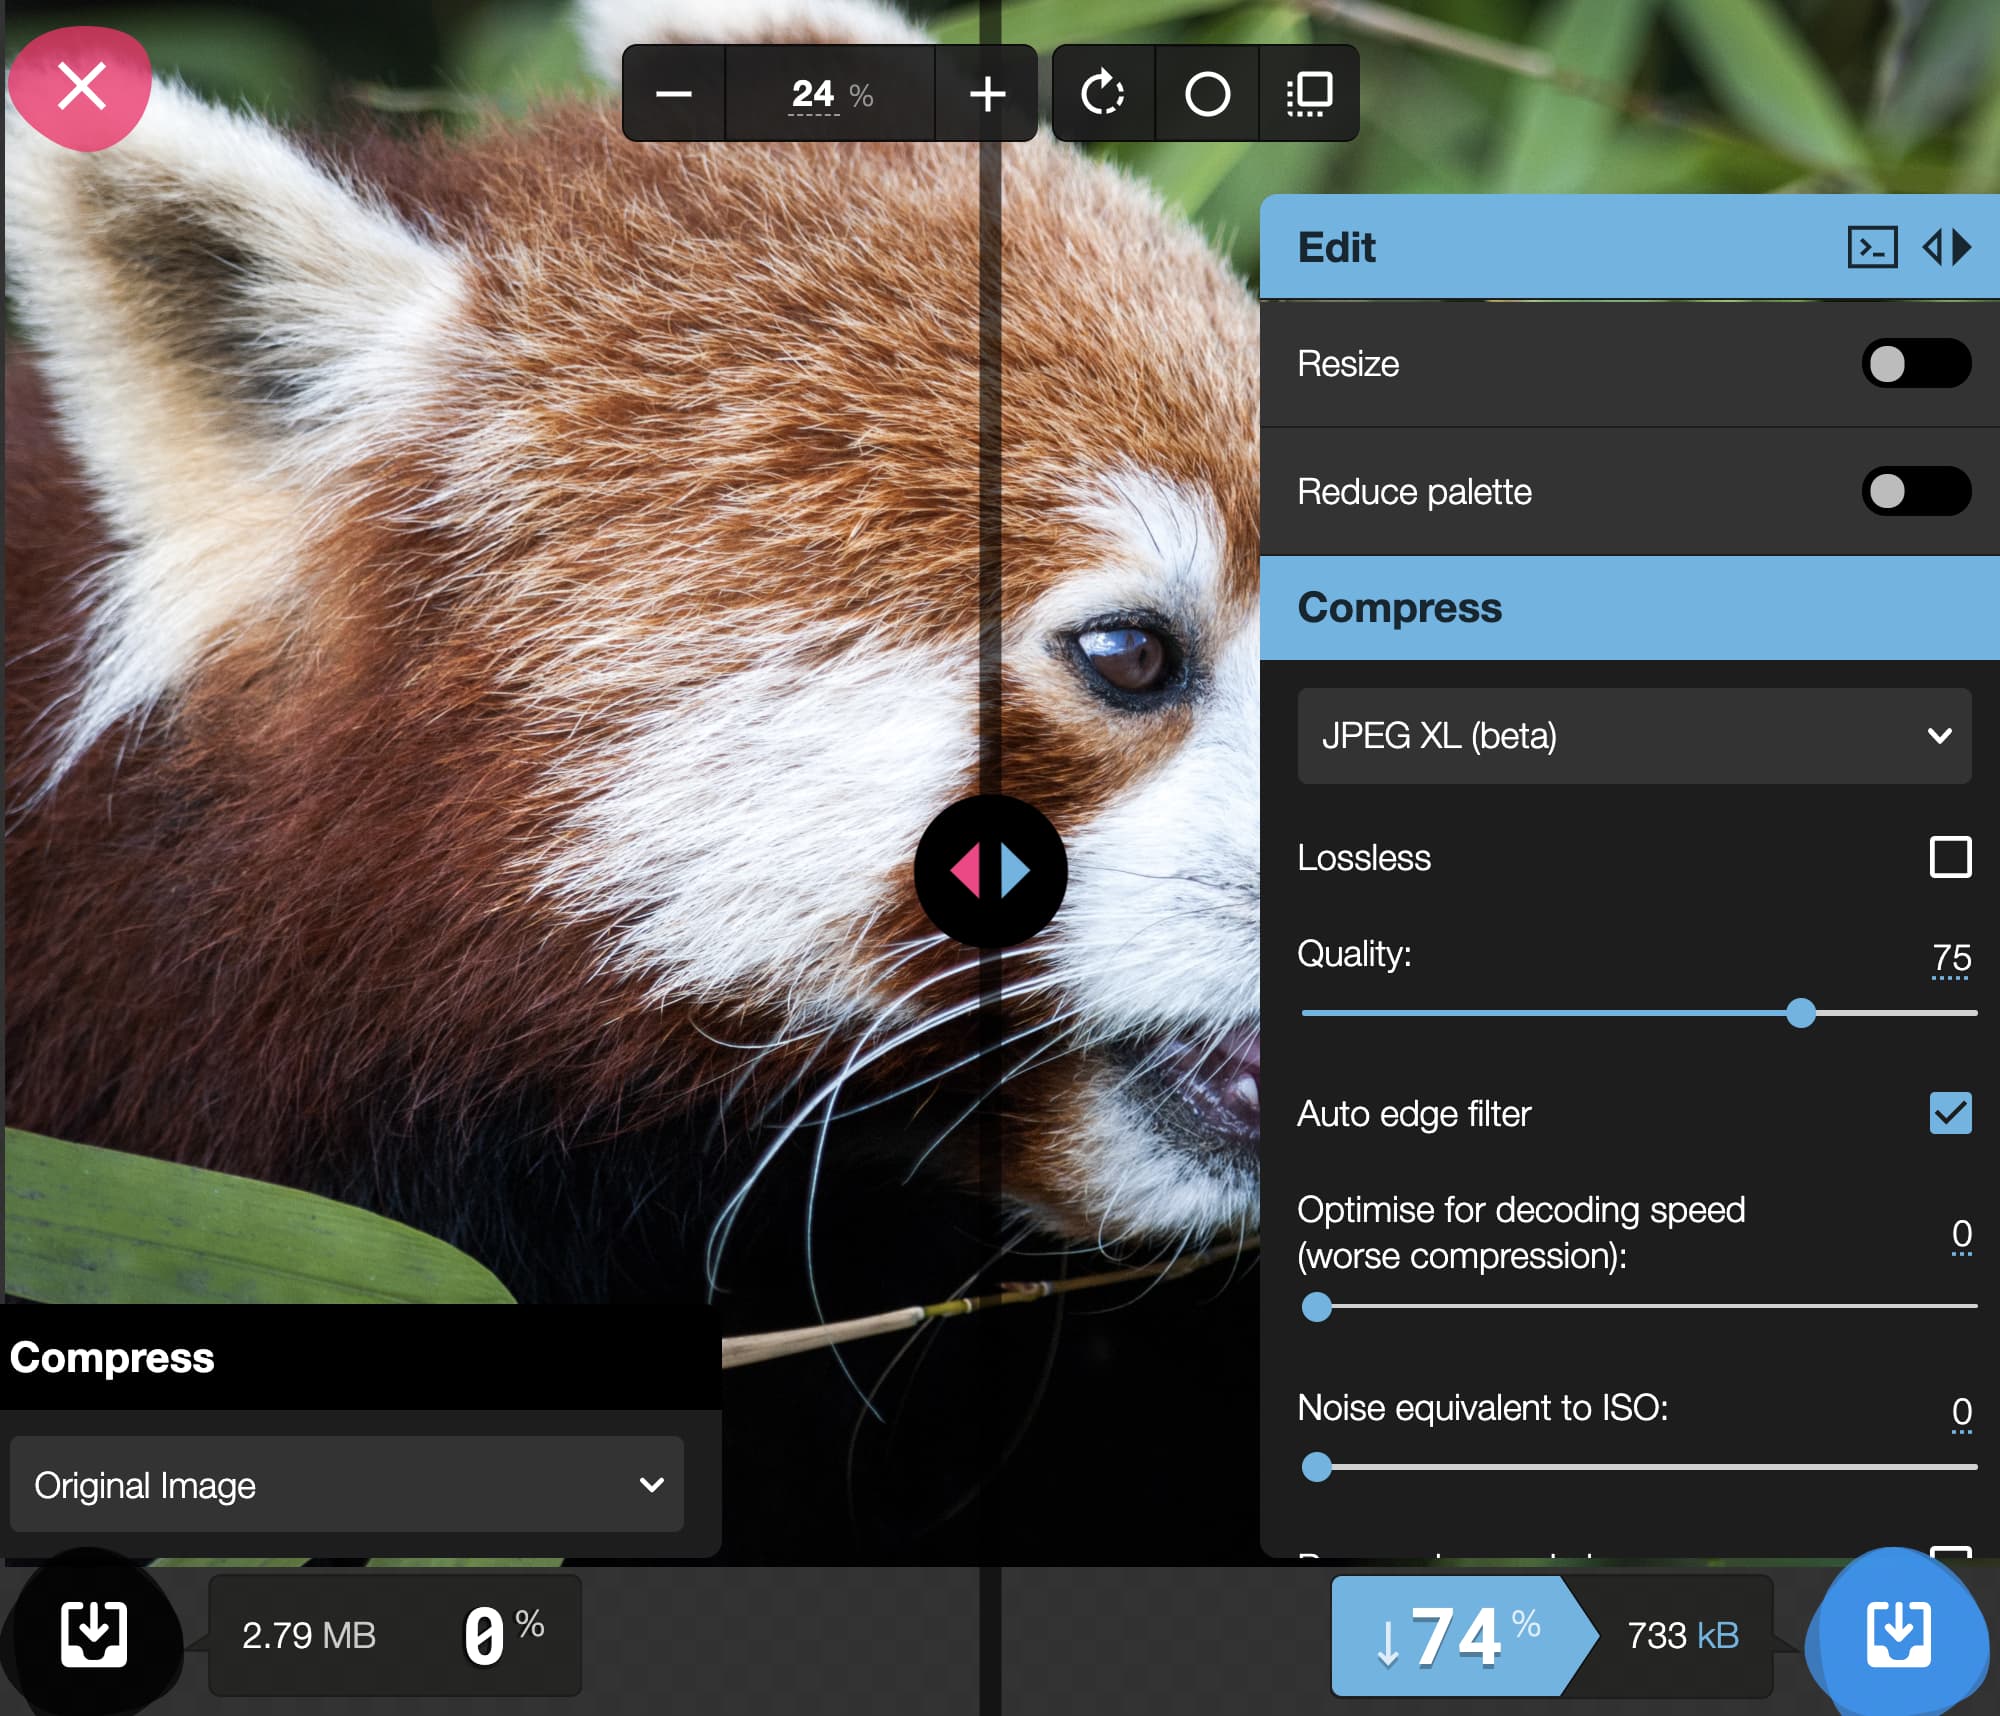 24 %
Edit
Resize
Reduce palette
Compress
JPEG XL (beta)
Lossless
Quality:
75
Auto edge filter
Optimise for decoding speed
(worse compression):
0
Noise equivalent to ISO:
0
Compress
Original Image
2.79 MB
0 %
↓74 %
733 kB